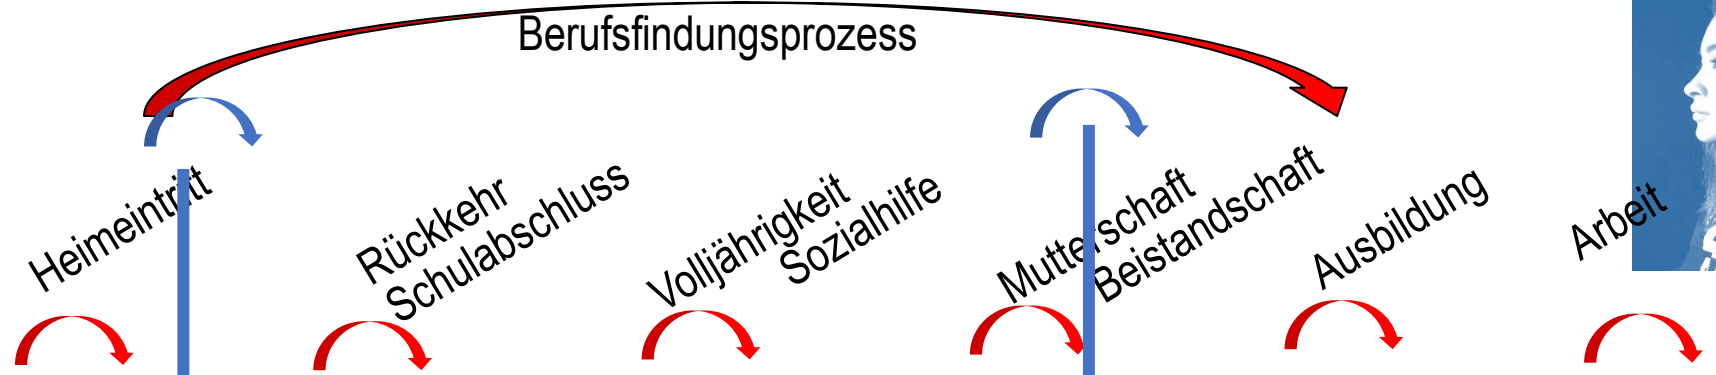 Berufsfindungsprozess
Heimeintritt
Rückkehr
Schulabschluss
Volljährigkeit
Sozialhilfe
Mutterschaft
Beistandschaft
Ausbildung
Arbeit